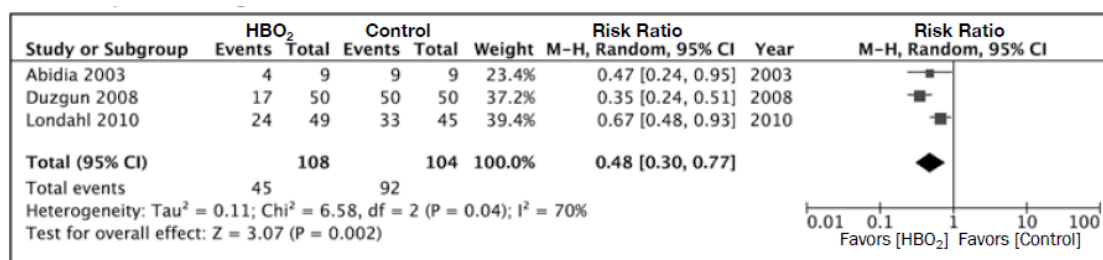 HBO₂ Control Risk Ratio Risk Ratio
Study or Subgroup Events Total Events Total Weight M-H, Random, 95% CI Year M-H, Random, 95% CI
Abidia 2003 4 9 9 9 23.4% 0.47 [0.24, 0.95] 2003
Duzgun 2008 17 50 50 50 37.2% 0.35 [0.24, 0.51] 2008
Londahl 2010 24 49 33 45 39.4% 0.67 [0.48, 0.93] 2010
Total (95% CI) 108 104 100.0% 0.48 [0.30, 0.77]
Total events 45 92
Heterogeneity: Tau² = 0.11; Chi² = 6.58, df = 2 (P = 0.04); I² = 70%
Test for overall effect: Z = 3.07 (P = 0.002)
0.01 0.1 1 10 100
Favors [HBO₂] Favors [Control]